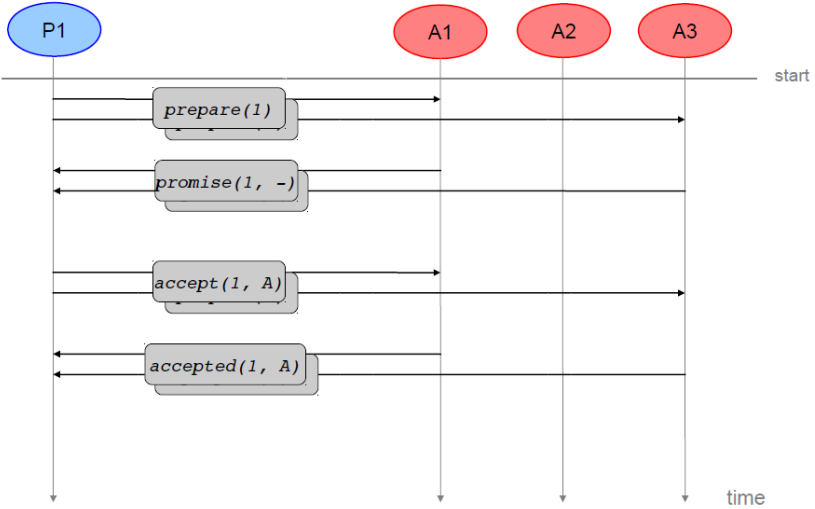 P1 A1 A2 A3
start
prepare(1)
promise(1, -)
accept(1, A)
accepted(1, A)
time